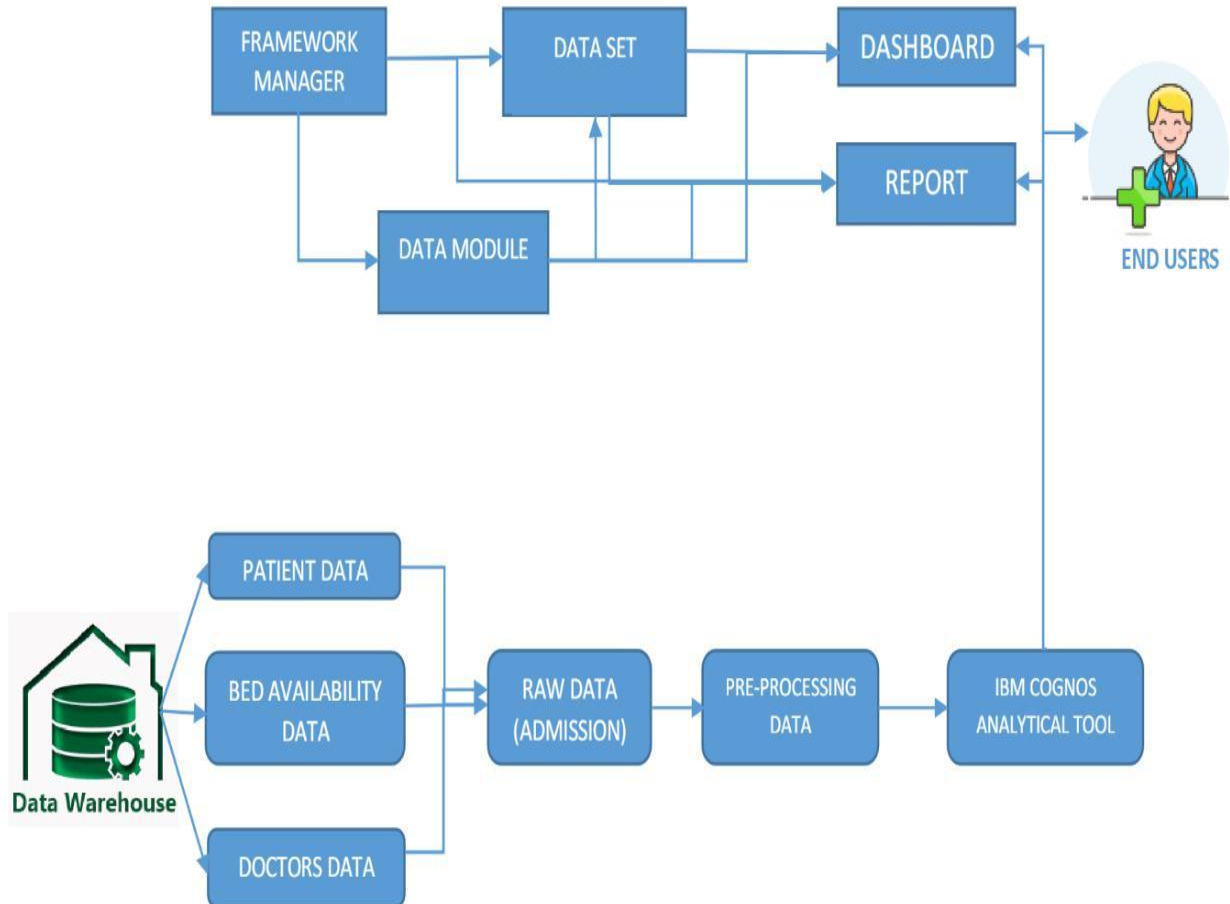 FRAMEWORK
MANAGER
DATA SET
DASHBOARD
REPORT
DATA MODULE
END USERS
PATIENT DATA
BED AVAILABILITY
DATA
RAW DATA
(ADMISSION)
PRE-PROCESSING
DATA
IBM COGNOS
ANALYTICAL TOOL
Data Warehouse
DOCTORS DATA